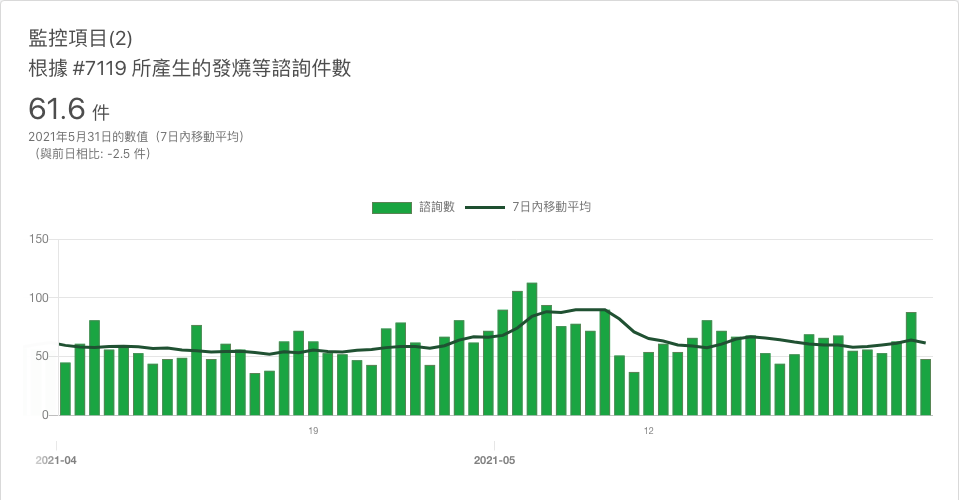 監控項目(2)
根據 #7119 所產生的發燒等諮詢件數
61.6 件
2021年5月31日的數值（7日內移動平均）
（與前日相比: -2.5 件）
諮詢數 7日內移動平均
150
100
50
0
19 12
2021-04 2021-05